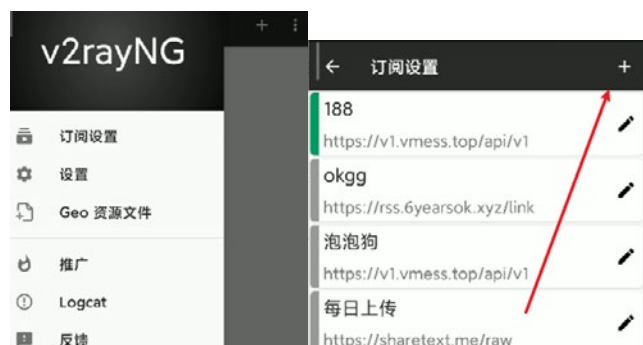 v2rayNG
订阅设置
设置
Geo 资源文件
推广
Logcat
反馈
订阅设置
188
https://v1.vmess.top/api/v1
okgg
https://rss.6yearsok.xyz/link
泡泡狗
https://v1.vmess.top/api/v1
每日上传
https://sharetext.me/raw